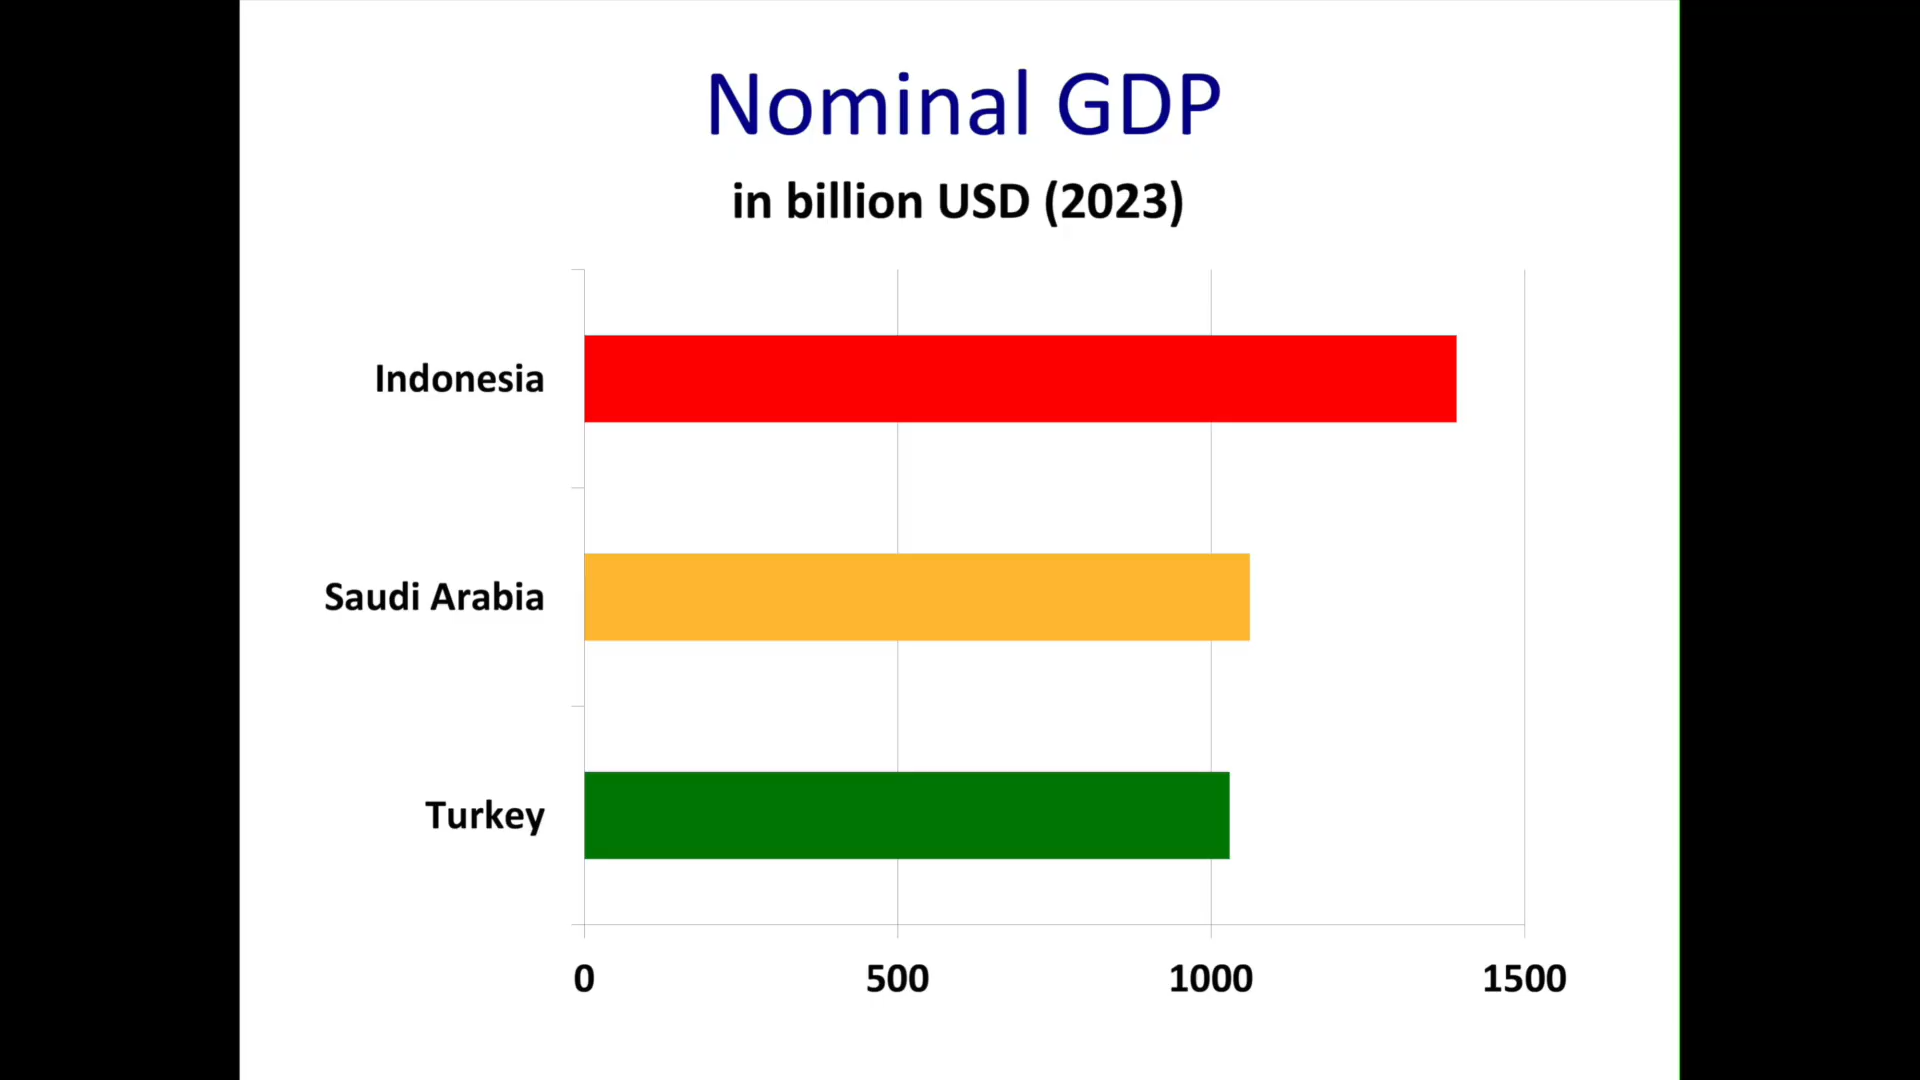 Nominal GDP
in billion USD (2023)
Indonesia
Saudi Arabia
Turkey
0 500 1000 1500